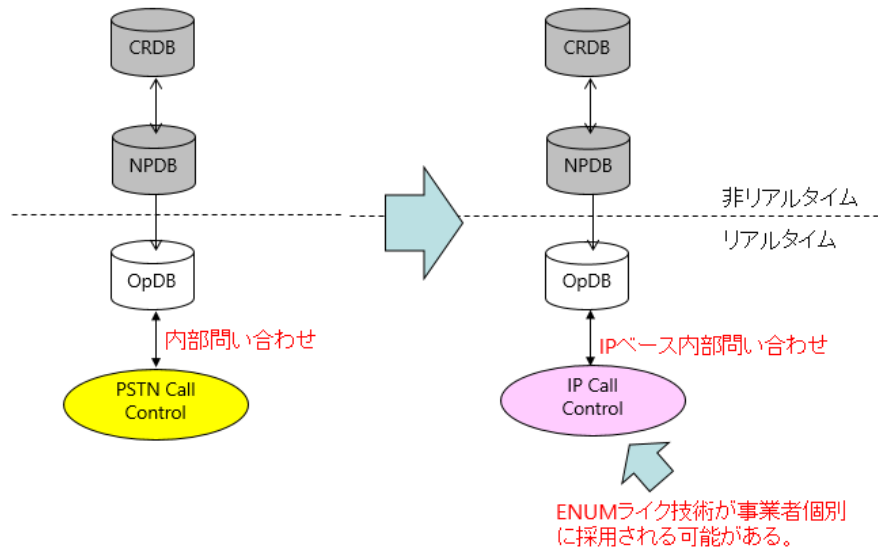 CRDB
CRDB
NPDB
NPDB
非リアルタイム
リアルタイム
OpDB
OpDB
内部問い合わせ
IPベース内部問い合わせ
PSTN Call
Control
IP Call
Control
ENUMライク技術が事業者個別
に採用される可能がある。